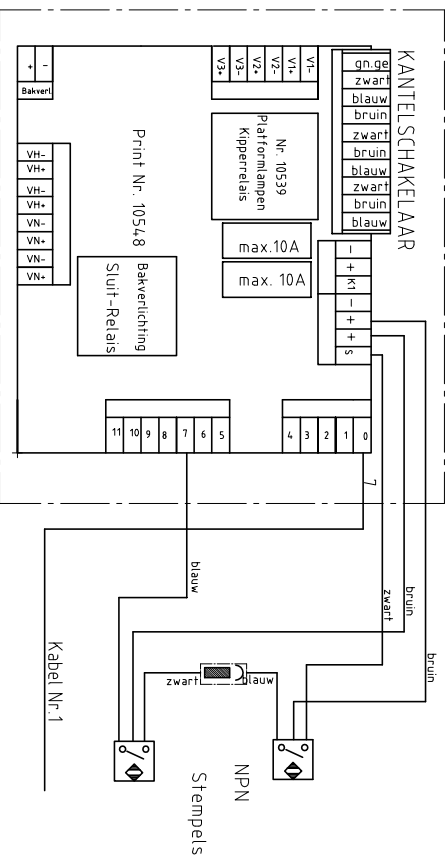 KANTELSCHAKELAAR
gn.ge
zwart
blauw
bruin
zwart
bruin
blauw
zwart
bruin
blauw
V1-
V1+
V2-
V2+
V3-
V3+
- +
Bakverl.
Nr. 10539
Platformlampen
Kipperrelais
max.10A
max. 10A
-
+
K1
-
+
+
S
Print Nr. 10548
VH-
VH+
VH-
VH+
VN-
VN+
VN-
VN+
Bakverlichting
Sluit-Relais
11 10 9 8 7 6 5
4 3 2 1 0
7
blauw
zwart
bruin
bruin
zwart
blauw
Kabel Nr.1
NPN
Stempels